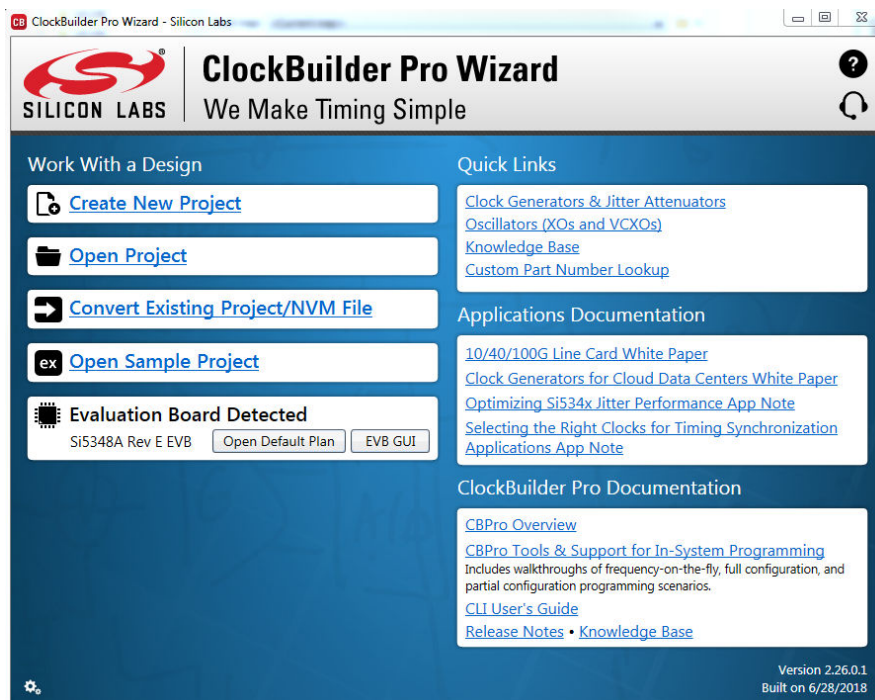 CB ClockBuilder Pro Wizard - Silicon Labs
SILICON LABS
®
ClockBuilder Pro Wizard
We Make Timing Simple
?
Work With a Design
Create New Project
Open Project
Convert Existing Project/NVM File
ex Open Sample Project
Evaluation Board Detected
Si5348A Rev E EVB Open Default Plan EVB GUI
Quick Links
Clock Generators & Jitter Attenuators
Oscillators (XOs and VCXOs)
Knowledge Base
Custom Part Number Lookup
Applications Documentation
10/40/100G Line Card White Paper
Clock Generators for Cloud Data Centers White Paper
Optimizing Si534x Jitter Performance App Note
Selecting the Right Clocks for Timing Synchronization
Applications App Note
ClockBuilder Pro Documentation
CBPro Overview
CBPro Tools & Support for In-System Programming
Includes walkthroughs of frequency-on-the-fly, full configuration, and
partial configuration programming scenarios.
CLI User's Guide
Release Notes • Knowledge Base
Version 2.26.0.1
Built on 6/28/2018